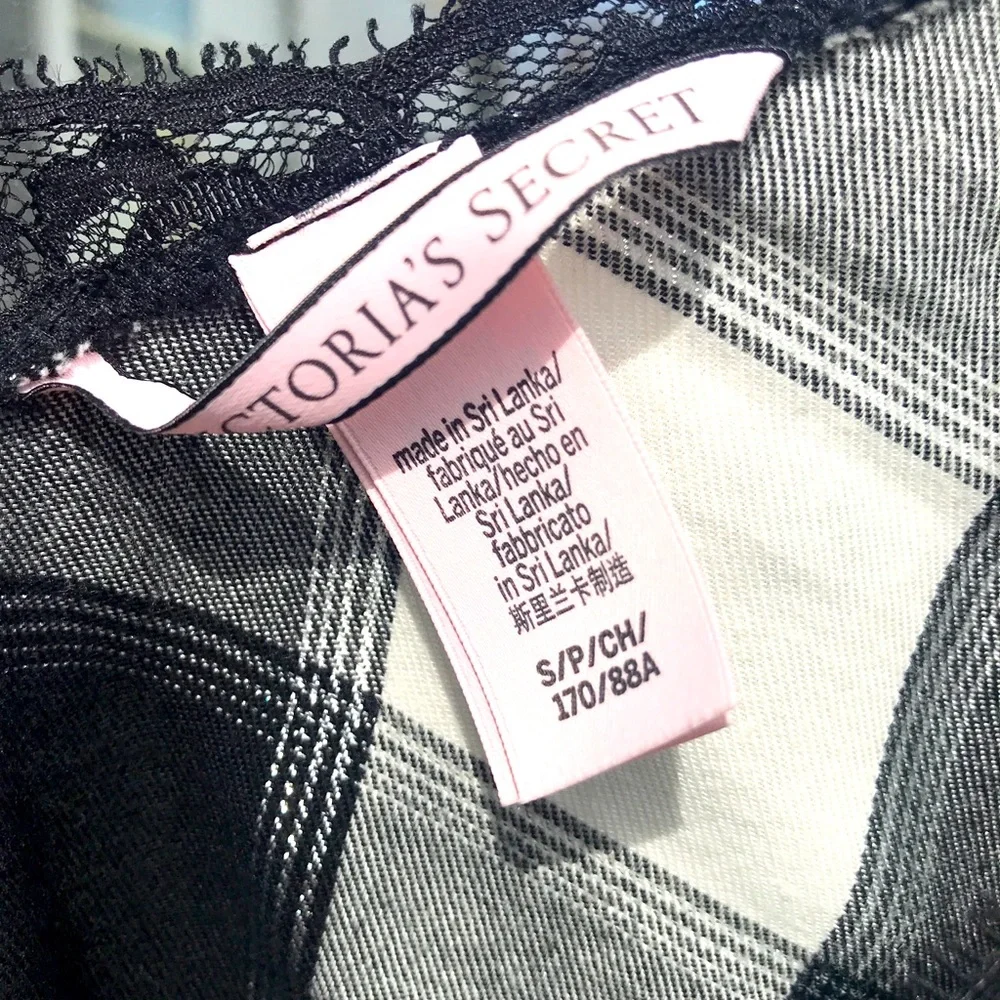 CTORIA'S SECRET
made in Sri Lanka/
fabriqué au Sri
Lanka/hecho en
Sri Lanka/
fabbricato
in Sri Lanka/
斯里兰卡制造
S/P/CH/
170/88A